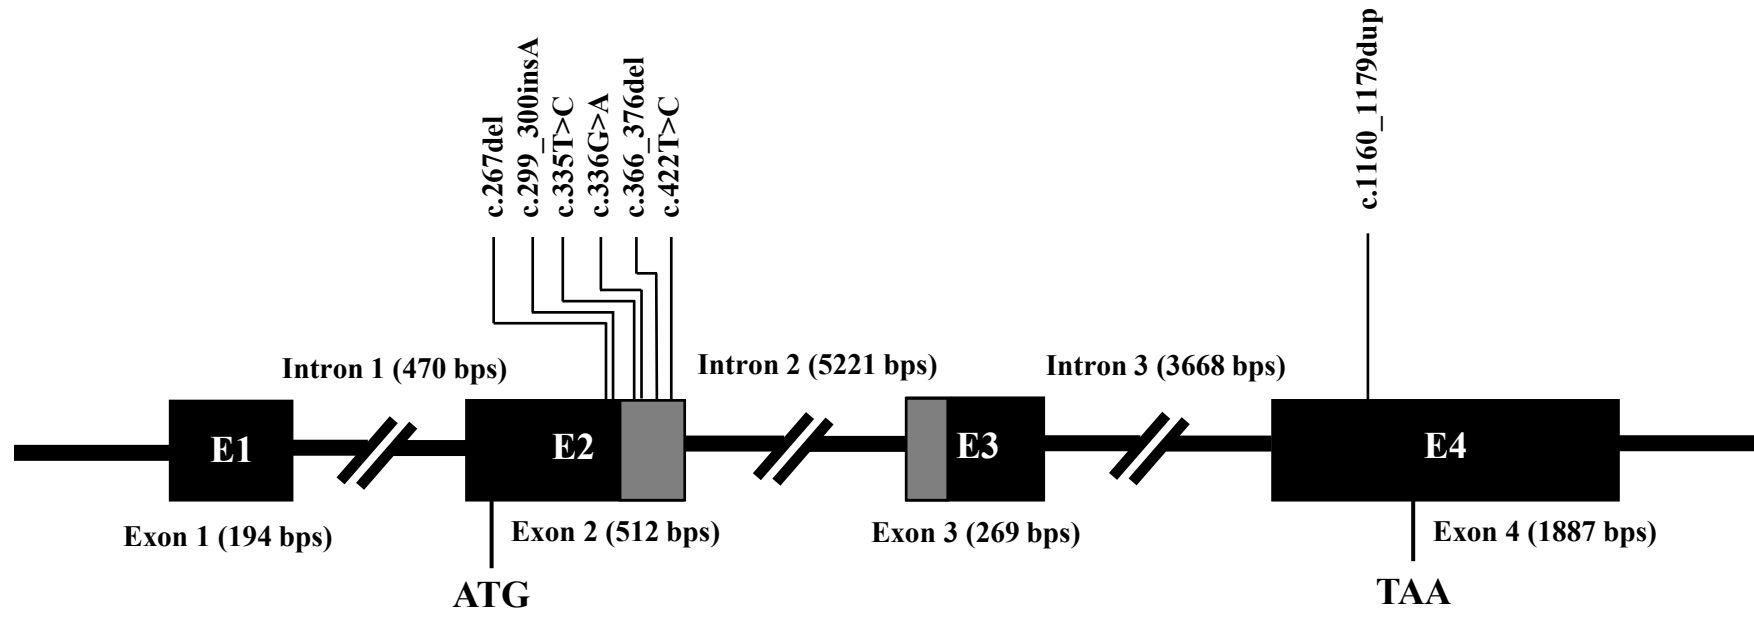 c.267del
c.299_300insA
c.335T>C
c.336G>A
c.366_376del
c.422T>C
c.1160_1179dup
Intron 1 (470 bps)
Intron 2 (5221 bps)
Intron 3 (3668 bps)
E1
E2
E3
E4
Exon 1 (194 bps)
Exon 2 (512 bps)
Exon 3 (269 bps)
Exon 4 (1887 bps)
ATG
TAA